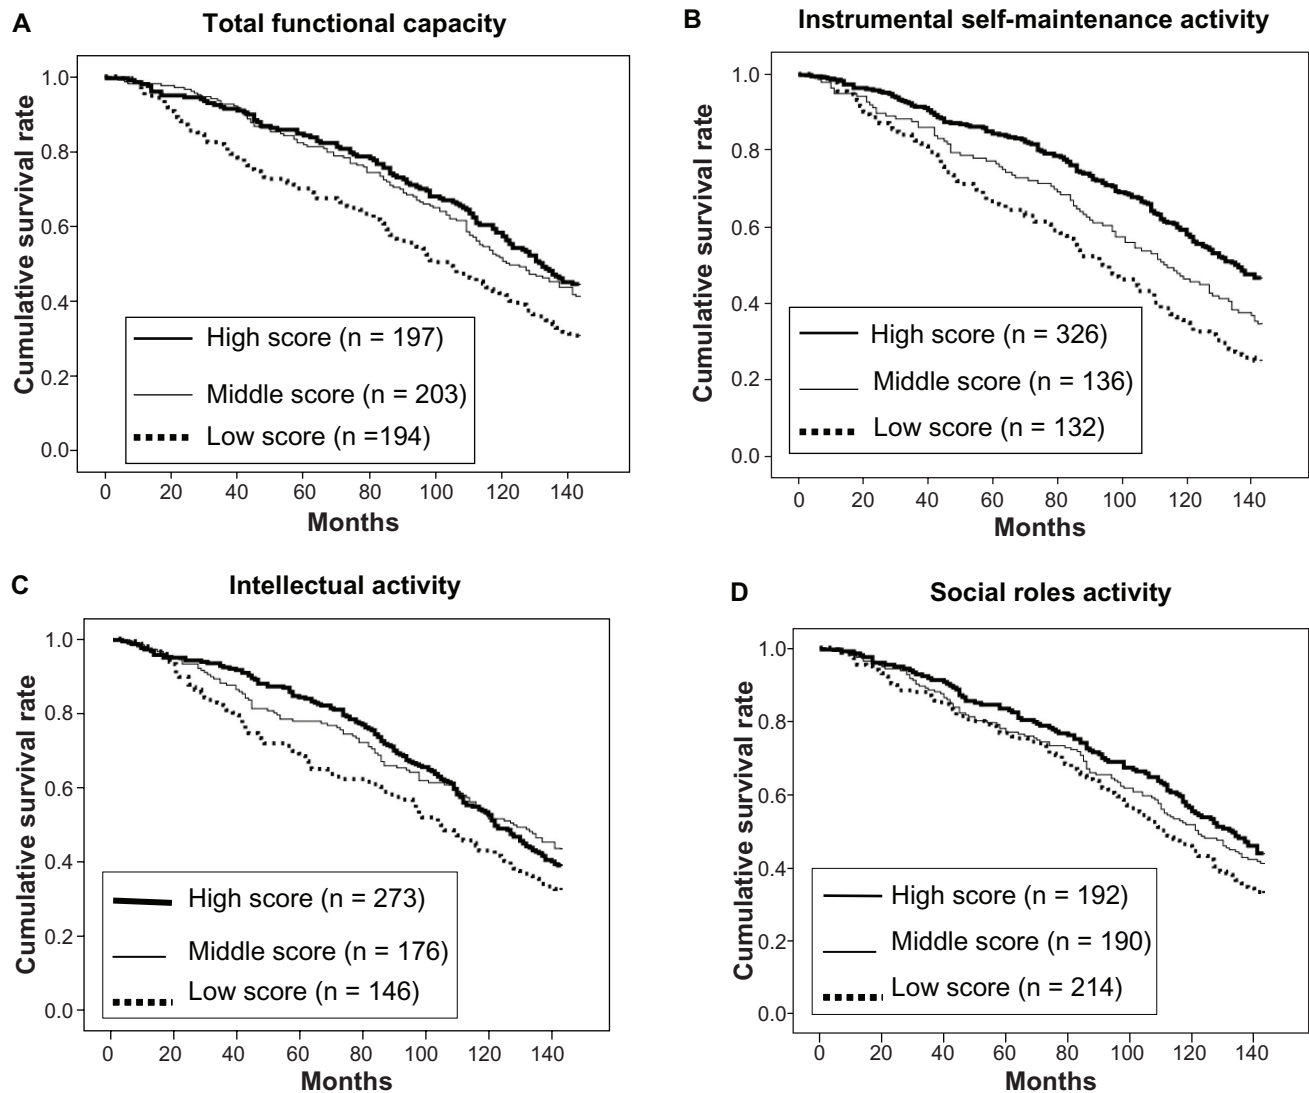 A
Total functional capacity
Cumulative survival rate
1.0
0.8
0.6
0.4
0.2
0.0
High score (n = 197)
Middle score (n = 203)
Low score (n =194)
0 20 40 60 80 100 120 140
Months
B
Instrumental self-maintenance activity
Cumulative survival rate
1.0
0.8
0.6
0.4
0.2
0.0
High score (n = 326)
Middle score (n = 136)
Low score (n = 132)
0 20 40 60 80 100 120 140
Months
C
Intellectual activity
Cumulative survival rate
1.0
0.8
0.6
0.4
0.2
0.0
High score (n = 273)
Middle score (n = 176)
Low score (n = 146)
0 20 40 60 80 100 120 140
Months
D
Social roles activity
Cumulative survival rate
1.0
0.8
0.6
0.4
0.2
0.0
High score (n = 192)
Middle score (n = 190)
Low score (n = 214)
0 20 40 60 80 100 120 140
Months